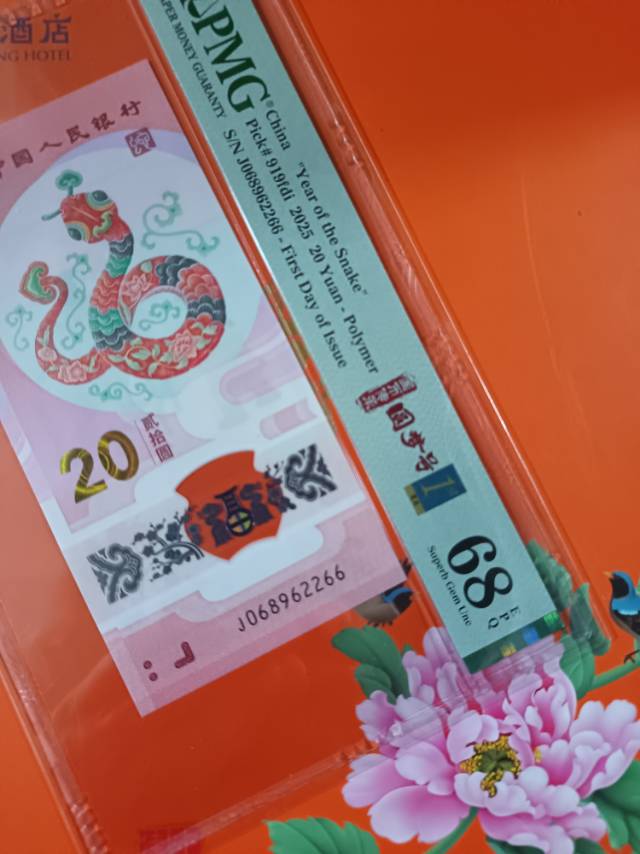 酒店
NG HOTEL
PMG
PAPER MONEY GUARANTY
China
"Year of the Snake"
Pick# 919fdi 2025 20 Yuan - Polymer
S/N J068962266 - First Day of Issue
68
EPQ
Superb Gem Unc
中国人民银行
20
贰拾圆
J068962266